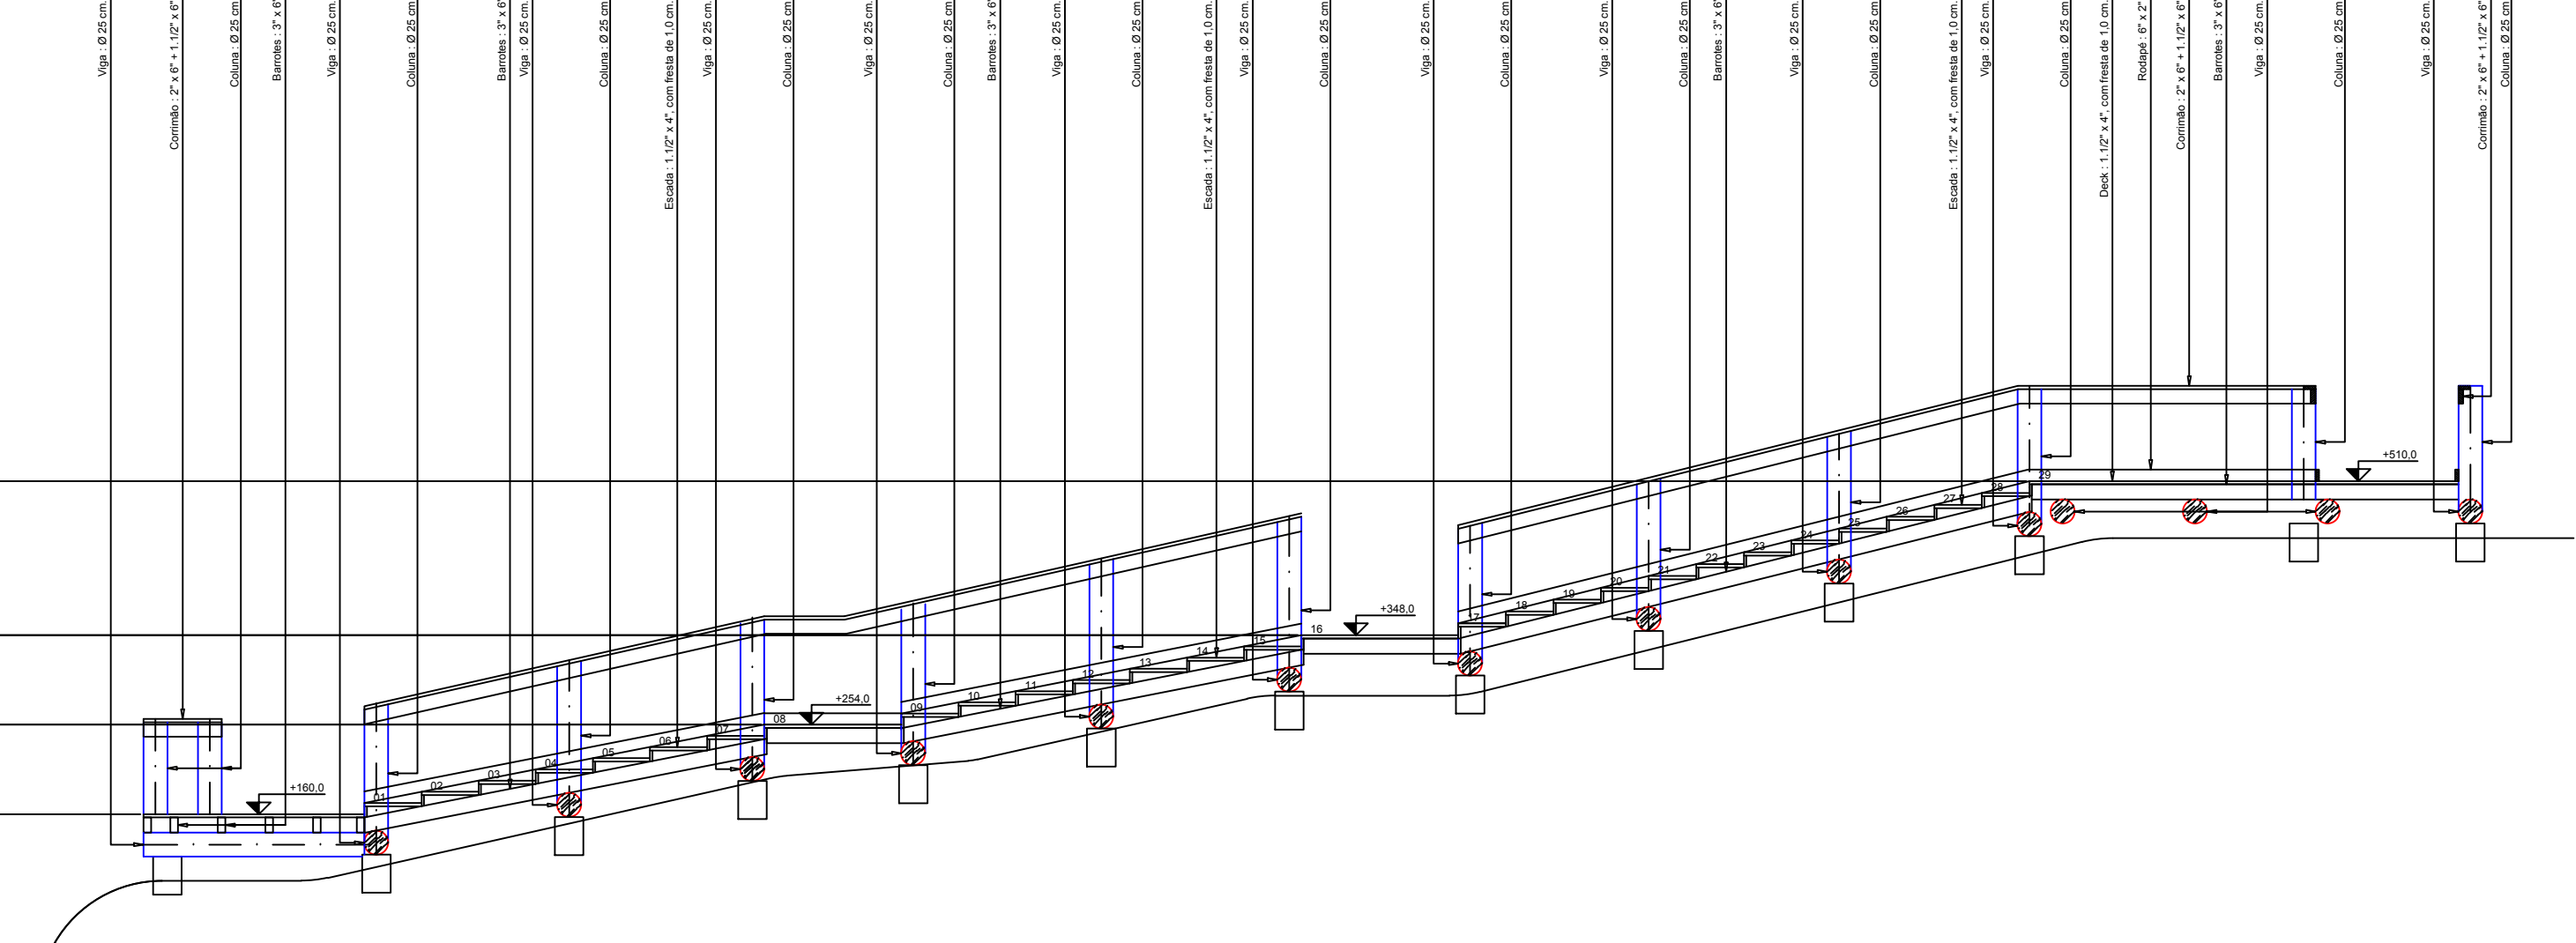 Viga : Ø 25 cm.
Corrimão : 2" x 6" + 1.1/2" x 6"
Coluna : Ø 25 cm
Barrotes : 3" x 6"
Viga : Ø 25 cm.
Coluna : Ø 25 cm
Barrotes : 3" x 6"
Viga : Ø 25 cm.
Coluna : Ø 25 cm
Escada : 1.1/2" x 4", com fresta de 1,0 cm.
Viga : Ø 25 cm.
Coluna : Ø 25 cm
Viga : Ø 25 cm.
Coluna : Ø 25 cm
Barrotes : 3" x 6"
Viga : Ø 25 cm.
Coluna : Ø 25 cm
Escada : 1.1/2" x 4", com fresta de 1,0 cm.
Viga : Ø 25 cm.
Coluna : Ø 25 cm
Viga : Ø 25 cm.
Coluna : Ø 25 cm
Viga : Ø 25 cm.
Coluna : Ø 25 cm
Barrotes : 3" x 6"
Viga : Ø 25 cm.
Coluna : Ø 25 cm
Escada : 1.1/2" x 4", com fresta de 1,0 cm.
Viga : Ø 25 cm.
Coluna : Ø 25 cm
Deck : 1.1/2" x 4", com fresta de 1,0 cm.
Rodapé : 6" x 2"
Corrimão : 2" x 6" + 1.1/2" x 6"
Barrotes : 3" x 6"
Viga : Ø 25 cm.
Coluna : Ø 25 cm
Viga : Ø 25 cm.
Corrimão : 2" x 6" + 1.1/2" x 6"
Coluna : Ø 25 cm
+160,0
01
02
03
04
05
06
07
08
+254,0
09
10
11
12
13
14
15
16
+348,0
17
18
19
20
21
22
23
24
25
26
27
28
29
+510,0